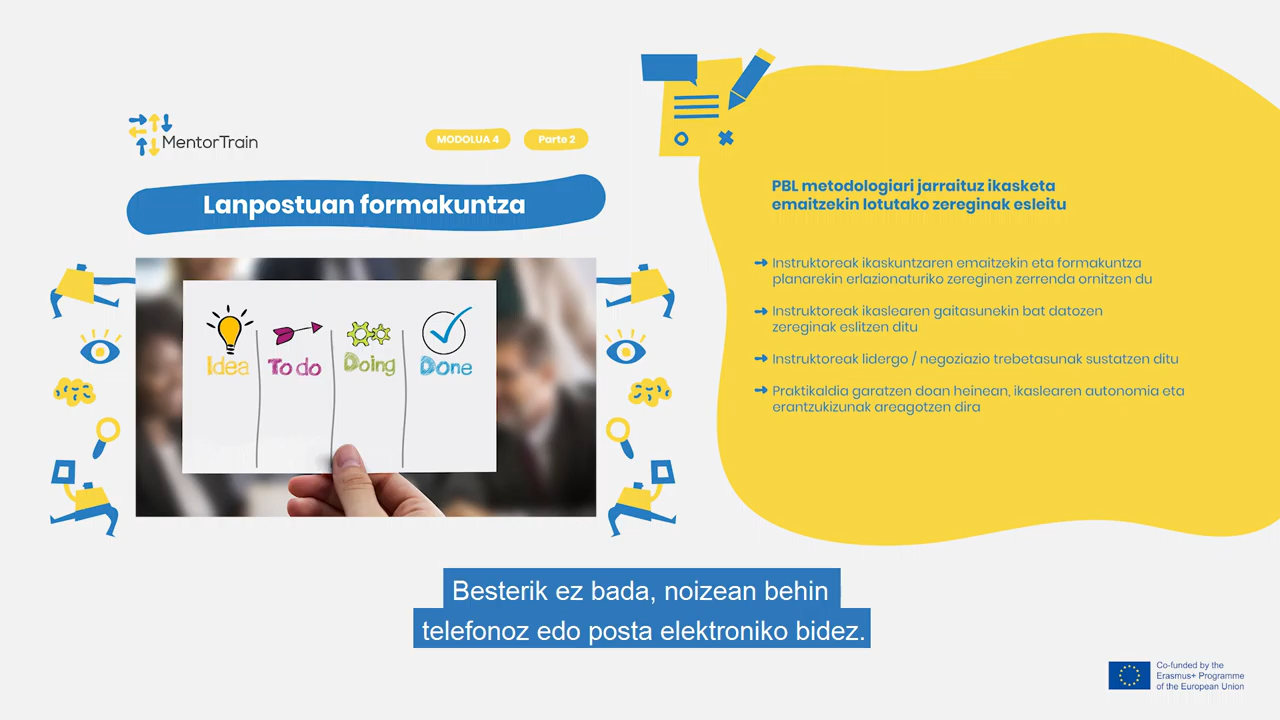 MentorTrain
MODOLUA 4
Parte 2
Lanpostuan formakuntza
Idea
To do
Doing
Done
PBL metodologiari jarraituz ikasketa
emaitzekin lotutako zereginak esleitu
Instruktoreak ikaskuntzaren emaitzekin eta formakuntza
planarekin erlazionaturiko zereginen zerrenda ornitzen du
Instruktoreak ikaslearen gaitasunekin bat datozen
zereginak eslitzen ditu
Instruktoreak lidergo / negoziazio trebetasunak sustatzen ditu
Praktikaldia garatzen doan heinean, ikaslearen autonomia eta
erantzukizunak areagotzen dira
Besterik ez bada, noizean behin
telefonoz edo posta elektroniko bidez.
Co-funded by the
Erasmus+ Programme
of the European Union